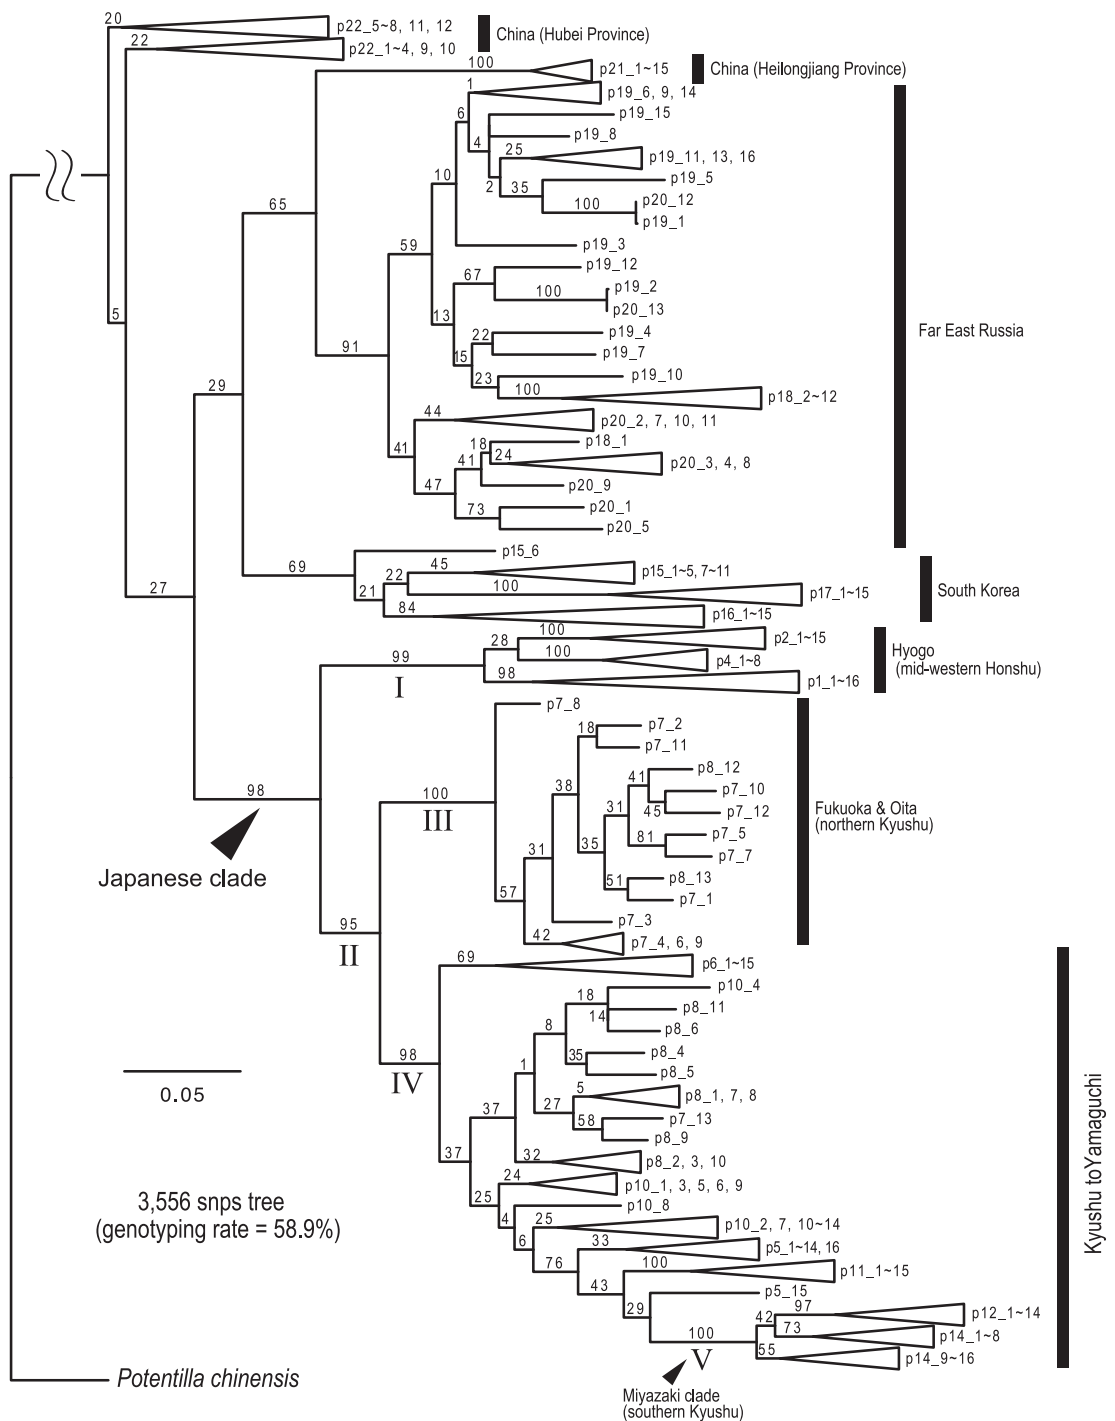 20
p22_5~8, 11, 12
China (Hubei Province)
22
p22_1~4, 9, 10
100
p21_1~15
China (Heilongjiang Province)
1
p19_6, 9, 14
6
p19_15
4
p19_8
25
p19_11, 13, 16
10
2
35
p19_5
100
p20_12
p19_1
65
59
p19_3
67
p19_12
100
p19_2
p20_13
5
13
Far East Russia
22
p19_4
15
p19_7
91
23
p19_10
100
p18_2~12
29
44
p20_2, 7, 10, 11
41
18
p18_1
24
p20_3, 4, 8
41
47
p20_9
73
p20_1
p20_5
69
p15_6
45
p15_1~5, 7~11
22
100
p17_1~15
South Korea
27
21
84
p16_1~15
100
p2_1~15
28
100
p4_1~8
Hyogo
(mid-western Honshu)
99
98
p1_1~16
I
p7_8
18
p7_2
p7_11
41
p8_12
38
p7_10
45
p7_12
98
100
III
31
Fukuoka & Oita
(northern Kyushu)
81
p7_5
35
p7_7
31
Japanese clade
51
p8_13
57
p7_1
p7_3
95
II
42
p7_4, 6, 9
69
p6_1~15
18
p10_4
14
p8_11
8
p8_6
98
IV
35
p8_4
p8_5
1
0.05
5
p8_1, 7, 8
27
58
p7_13
37
p8_9
37
32
p8_2, 3, 10
24
p10_1, 3, 5, 6, 9
Kyushu toYamaguchi
3,556 snps tree
(genotyping rate = 58.9%)
25
p10_8
4
25
p10_2, 7, 10~14
6
33
p5_1~14, 16
76
100
p11_1~15
43
p5_15
29
97
p12_1~14
42
73
p14_1~8
100
V
55
p14_9~16
Potentilla chinensis
Miyazaki clade
(southern Kyushu)